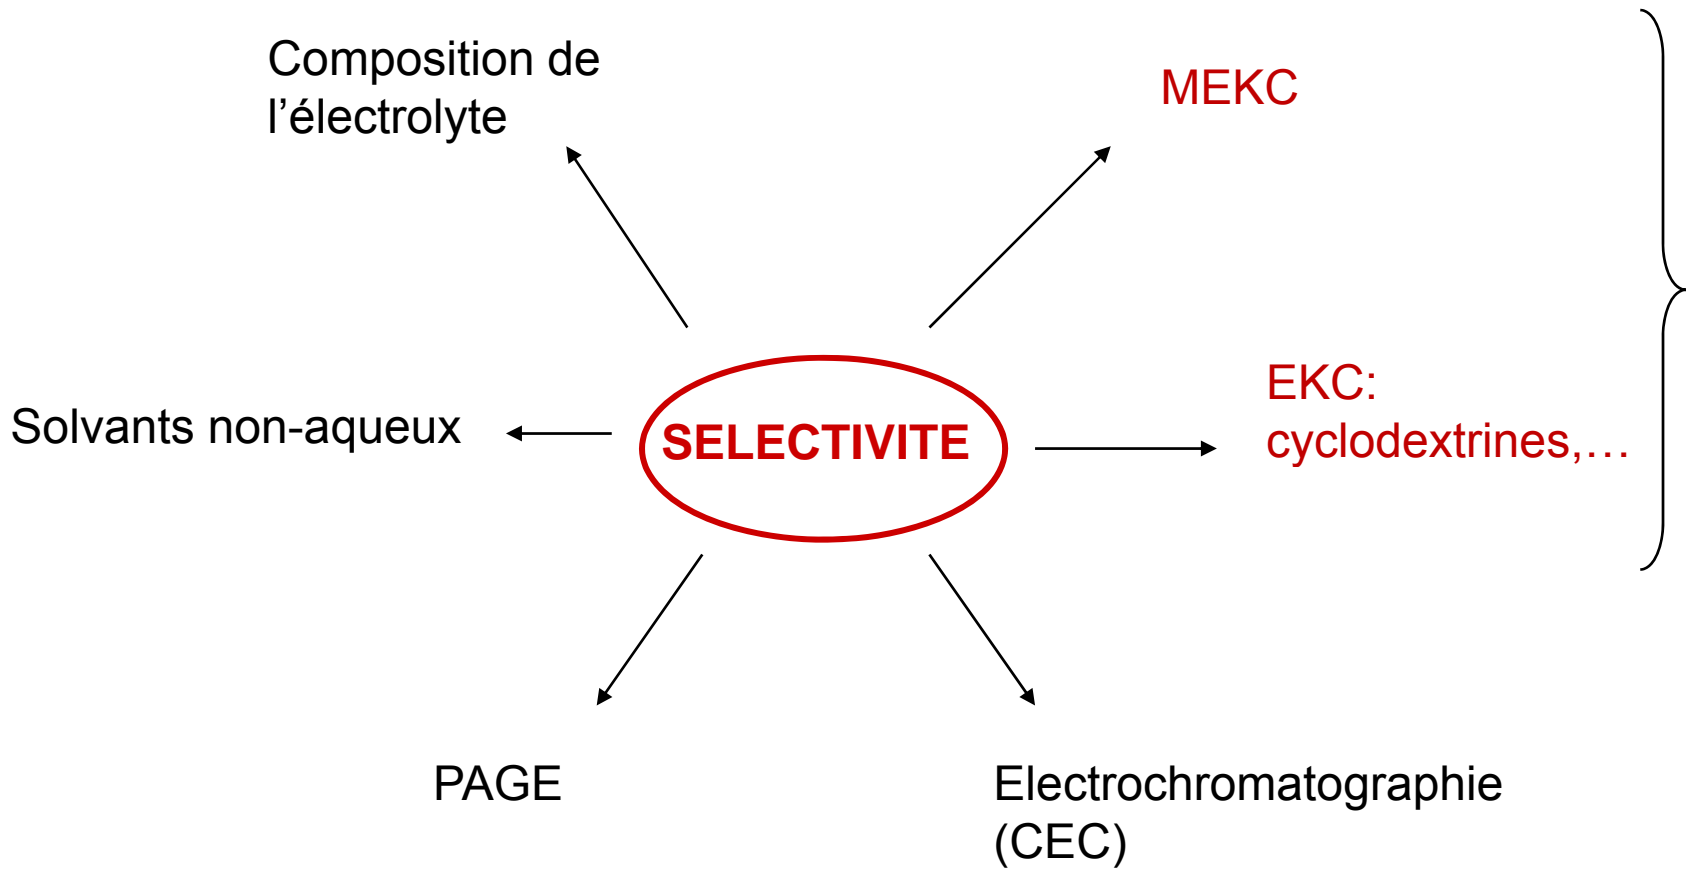 Composition de
l’électrolyte
MEKC
Solvants non-aqueux
SELECTIVITE
EKC:
cyclodextrines,…
PAGE
Electrochromatographie
(CEC)